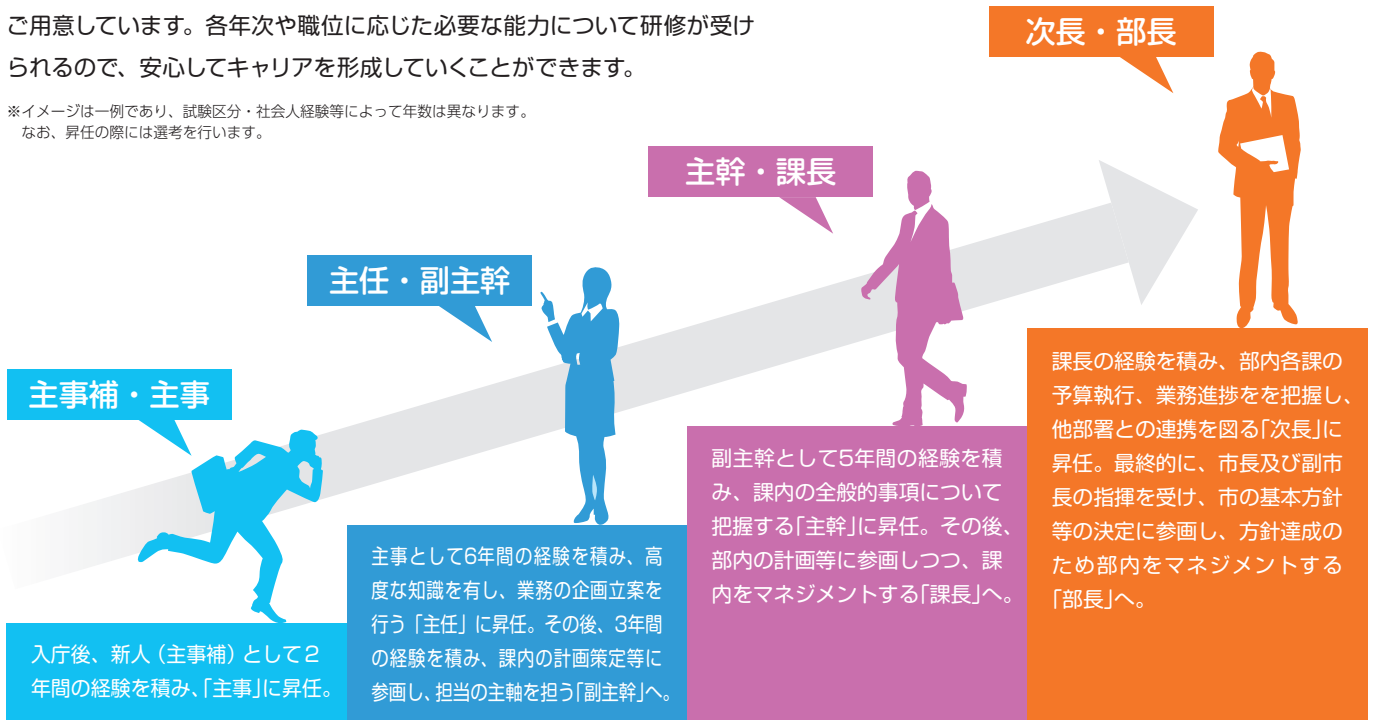 ご用意しています。各年次や職位に応じた必要な能力について研修が受け
られるので、安心してキャリアを形成していくことができます。
※イメージは一例であり、試験区分・社会人経験等によって年数は異なります。
なお、昇任の際には選考を行います。
主事補・主事
入庁後、新人（主事補）として２
年間の経験を積み、「主事」に昇任。
主任・副主幹
主事として6年間の経験を積み、高
度な知識を有し、業務の企画立案を
行う「主任」に昇任。その後、3年間
の経験を積み、課内の計画策定等に
参画し、担当の主軸を担う「副主幹」へ。
主幹・課長
副主幹として5年間の経験を積
み、課内の全般的事項について
把握する「主幹」に昇任。その後、
部内の計画等に参画しつつ、課
内をマネジメントする「課長」へ。
次長・部長
課長の経験を積み、部内各課の
予算執行、業務進捗をを把握し、
他部署との連携を図る「次長」に
昇任。最終的に、市長及び副市
長の指揮を受け、市の基本方針
等の決定に参画し、方針達成の
ため部内をマネジメントする
「部長」へ。